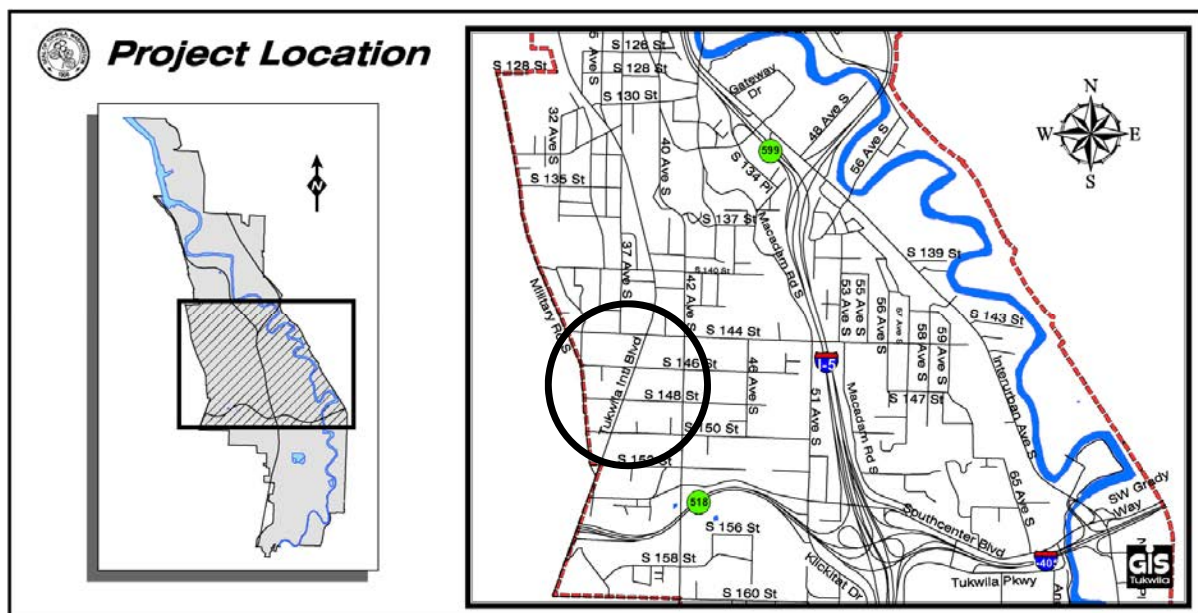 Project Location
N
S 126 St
S 128 St
S 128 St
S 130 St
Gateway Dr
48 Ave S
32 Ave S
40 Ave S
599
56 Ave S
S 134 Pl
S 135 St
S 137 St
Macadam Rd S
N
W E
S
37 Ave S
S 139 St
S 140 St
42 Ave S
Military Rd S
53 Ave S
55 Ave S
56 Ave S
57 Ave S
58 Ave S
59 Ave S
S 143 St
S 144 St
Tukwila Intl Blvd
S 146 St
46 Ave S
I-5
S 147 St
Interurban Ave S
S 148 St
51 Ave S
Macadam Rd S
S 150 St
S 152 St
65 Ave S
SW Grady Way
518
S 156 St
Southcenter Blvd
S 158 St
Klickitat Dr
Tukwila Pkwy
S 160 St
GIS
Tukwila